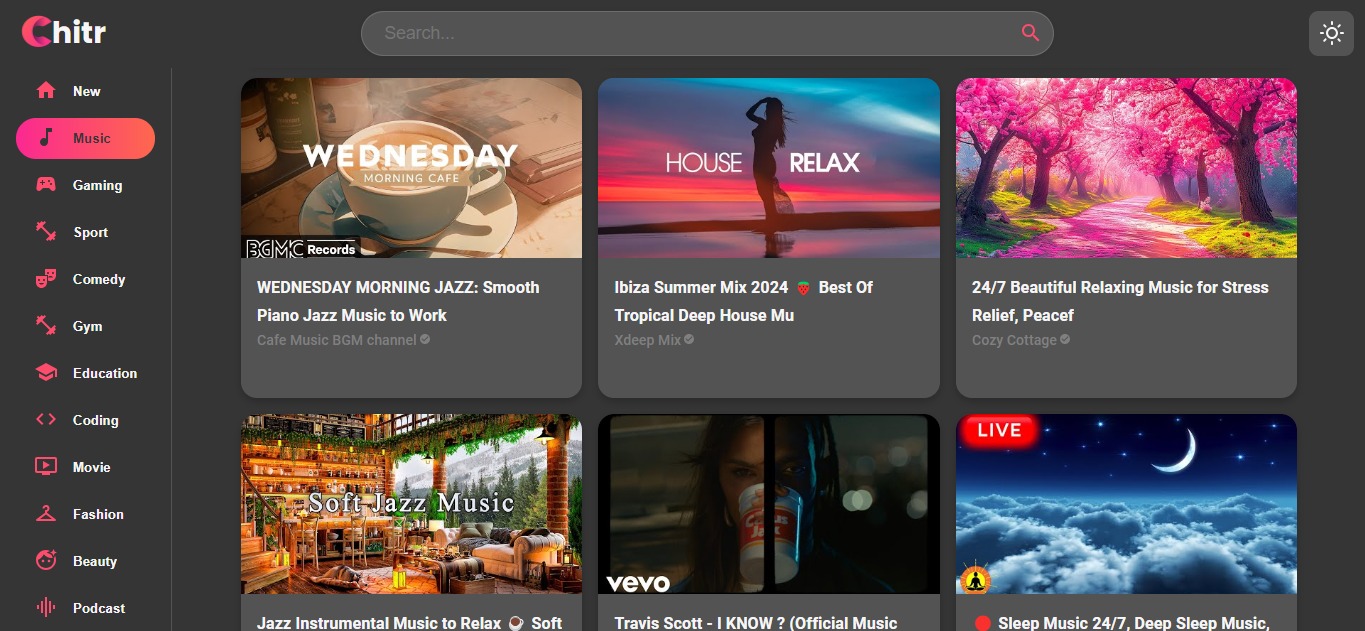 Chitr
Search...
New
Music
Gaming
Sport
Comedy
Gym
Education
Coding
Movie
Fashion
Beauty
Podcast
WEDNESDAY
MORNING CAFE
BGMC Records
WEDNESDAY MORNING JAZZ: Smooth
Piano Jazz Music to Work
Cafe Music BGM channel
HOUSE RELAX
Ibiza Summer Mix 2024 🍓 Best Of
Tropical Deep House Mu
Xdeep Mix
24/7 Beautiful Relaxing Music for Stress
Relief, Peacef
Cozy Cottage
Soft Jazz Music
Jazz Instrumental Music to Relax ☕ Soft
vevo
Travis Scott - I KNOW ? (Official Music
LIVE
🔴 Sleep Music 24/7, Deep Sleep Music,